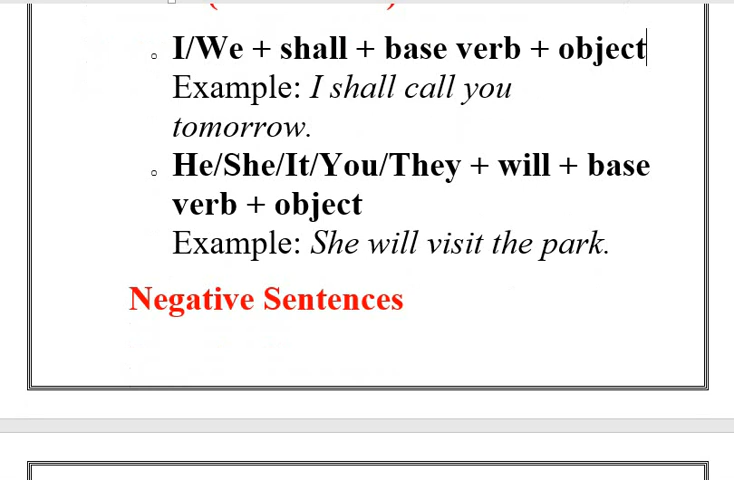 I/We + shall + base verb + object
Example: I shall call you
tomorrow.
He/She/It/You/They + will + base
verb + object
Example: She will visit the park.
Negative Sentences